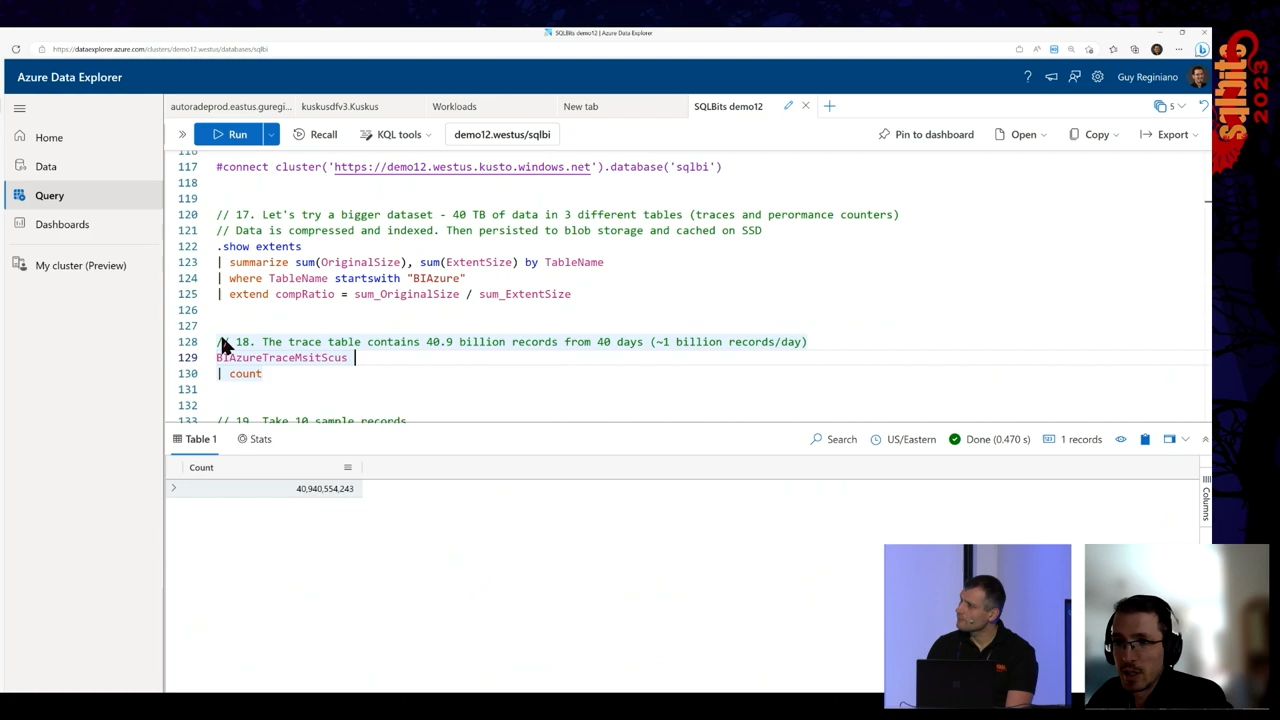 SQLBits demo12 | Azure Data Explorer
https://dataexplorer.azure.com/clusters/demo12.westus/databases/sqlbi
sqlbits
2023
Azure Data Explorer
Guy Reginiano
autoradeprod.eastus.guregi...
kuskusdfv3.Kuskus
Workloads
New tab
SQLBits demo12
5
Home
Data
Query
Dashboards
My cluster (Preview)
Run
Recall
KQL tools
demo12.westus/sqlbi
Pin to dashboard
Open
Copy
Export
116
117 #connect cluster('https://demo12.westus.kusto.windows.net').database('sqlbi')
118
119
120 // 17. Let's try a bigger dataset - 40 TB of data in 3 different tables (traces and perormance counters)
121 // Data is compressed and indexed. Then persisted to blob storage and cached on SSD
122 .show extents
123 | summarize sum(OriginalSize), sum(ExtentSize) by TableName
124 | where TableName startswith "BIAzure"
125 | extend compRatio = sum_OriginalSize / sum_ExtentSize
126
127
128 // 18. The trace table contains 40.9 billion records from 40 days (~1 billion records/day)
129 BIAzureTraceMsitScus
130 | count
131
132
133 // 19. Take 10 sample records
Table 1
Stats
Search
US/Eastern
Done (0.470 s)
1 records
Count
40,940,554,243
Columns